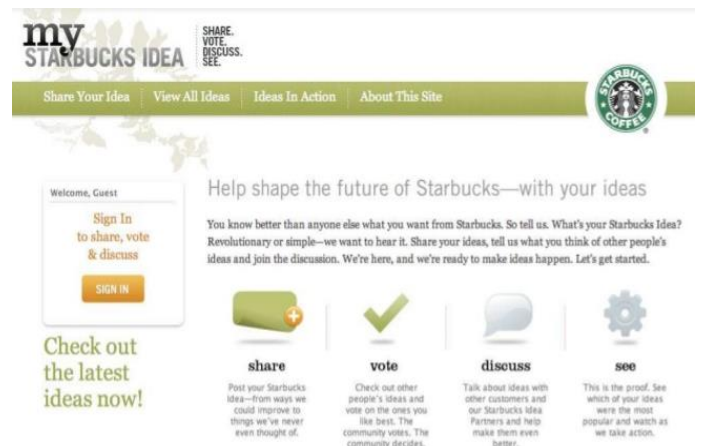 my
STARBUCKS IDEA
SHARE.
VOTE.
DISCUSS.
SEE.
Share Your Idea
View All Ideas
Ideas In Action
About This Site
STARBUCKS
COFFEE
®
Welcome, Guest
Sign In
to share, vote
& discuss
SIGN IN
Check out
the latest
ideas now!
Help shape the future of Starbucks—with your ideas
You know better than anyone else what you want from Starbucks. So tell us. What's your Starbucks Idea?
Revolutionary or simple—we want to hear it. Share your ideas, tell us what you think of other people's
ideas and join the discussion. We're here, and we're ready to make ideas happen. Let's get started.
share
Post your Starbucks
Idea—from ways we
could improve to
things we've never
even thought of.
vote
Check out other
people's ideas and
vote on the ones you
like best. The
community votes. The
community decides.
discuss
Talk about ideas with
other customers and
our Starbucks Idea
Partners and help
make them even
better.
see
This is the proof. See
which of your ideas
were the most
popular and watch as
we take action.